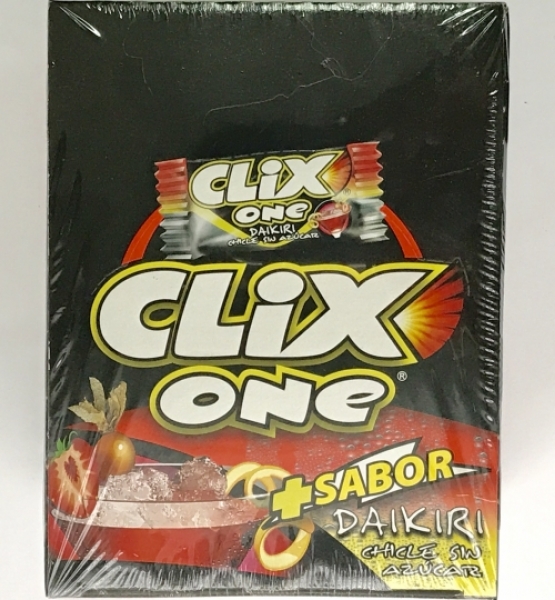 CLiX
ONE
DAIKIRI
CHICLE SIN AZÚCAR
CLiX
ONe®
+SABOR
DAIKIRI
CHICLE SIN
AZÚCAR